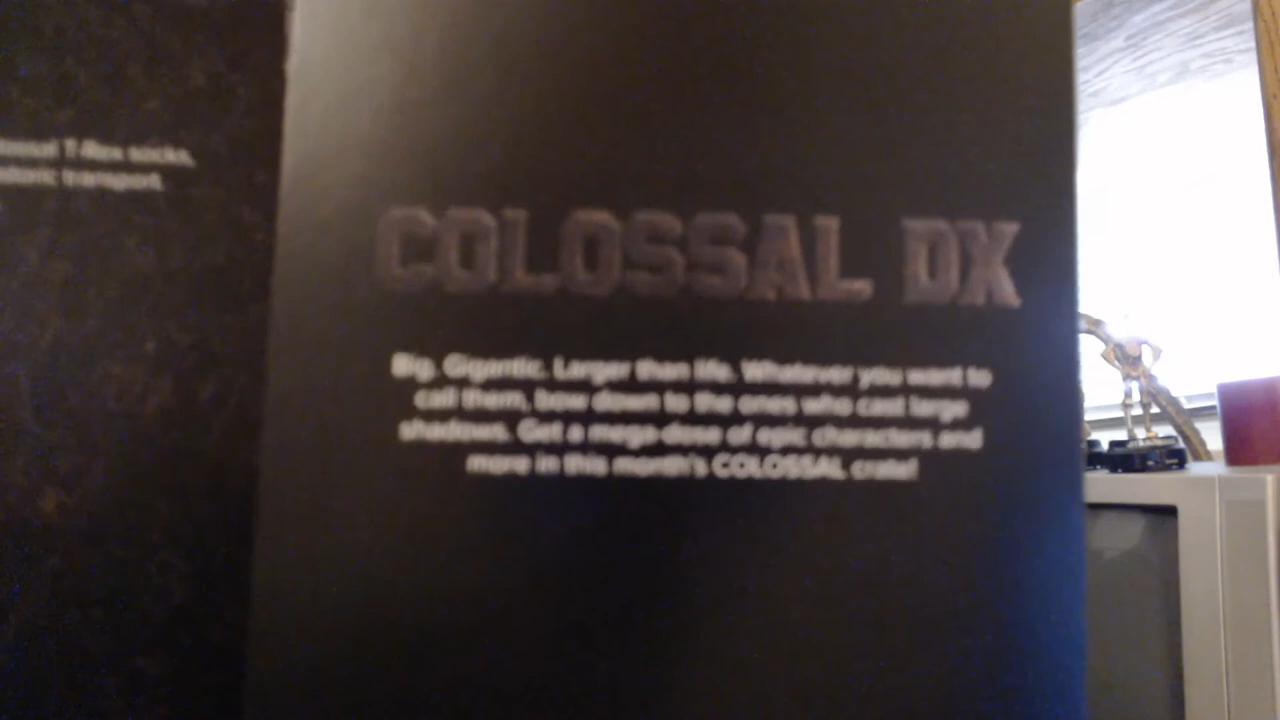 T-Rex socks,
transport.
COLOSSAL DX
Big. Gigantic. Larger than life. Whatever you want to
call them, bow down to the ones who cast large
shadows. Get a mega-dose of epic characters and
more in this month's COLOSSAL crate!